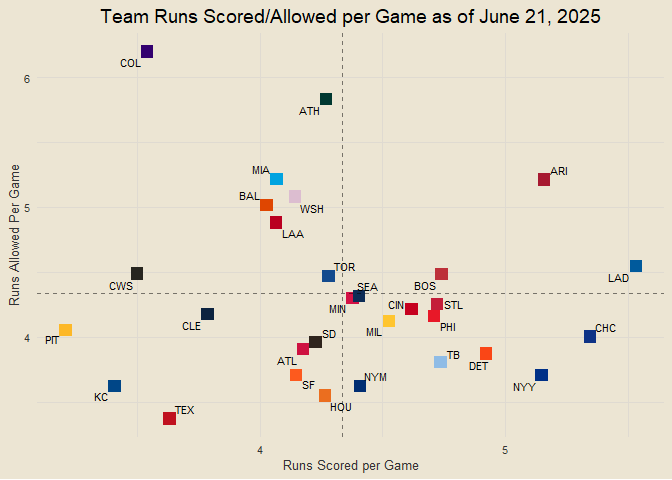 Team Runs Scored/Allowed per Game as of June 21, 2025
6
COL
ATH
MIA
ARI
BAL
WSH
5
LAA
TOR
LAD
CWS
SEA
BOS
MIN
CIN
STL
CLE
MIL
PHI
CHC
PIT
4
SD
ATL
TB
DET
KC
SF
NYM
NYY
TEX
HOU
4
5
Runs Scored per Game
Runs Allowed Per Game